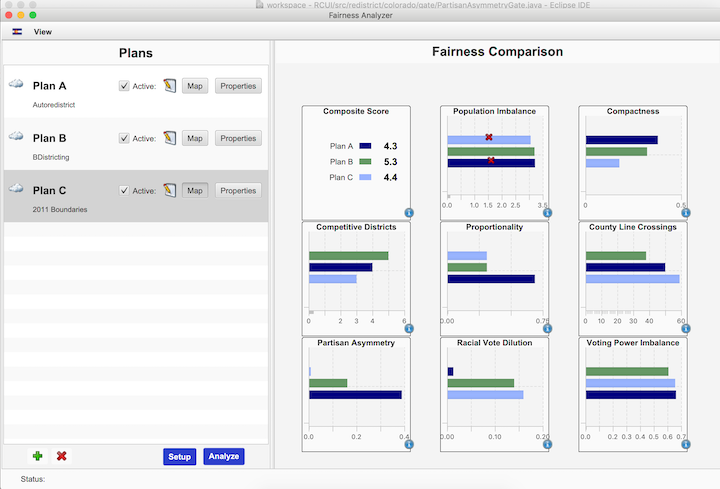 workspace - RCUI/src/redistrict/colorado/gate/PartisanAsymmetryGate.java - Eclipse IDE
Fairness Analyzer
View
Plans
Fairness Comparison
Plan A
Active:
Map
Properties
Autoredistrict
Plan B
Active:
Map
Properties
BDistricting
Plan C
Active:
Map
Properties
2011 Boundaries
Composite Score
Plan A 4.3
Plan B 5.3
Plan C 4.4
Population Imbalance
0.0 1.5 2.5 3.5
Compactness
0 0.5
Competitive Districts
0 2 3 4 6
Proportionality
0.00 0.75
County Line Crossings
0 10 20 30 40 60
Partisan Asymmetry
0.0 0.2 0.4
Racial Vote Dilution
0.00 0.10 0.20
Voting Power Imbalance
0.0 0.2 0.3 0.4 0.5 0.6 0.7
Setup
Analyze
Status: